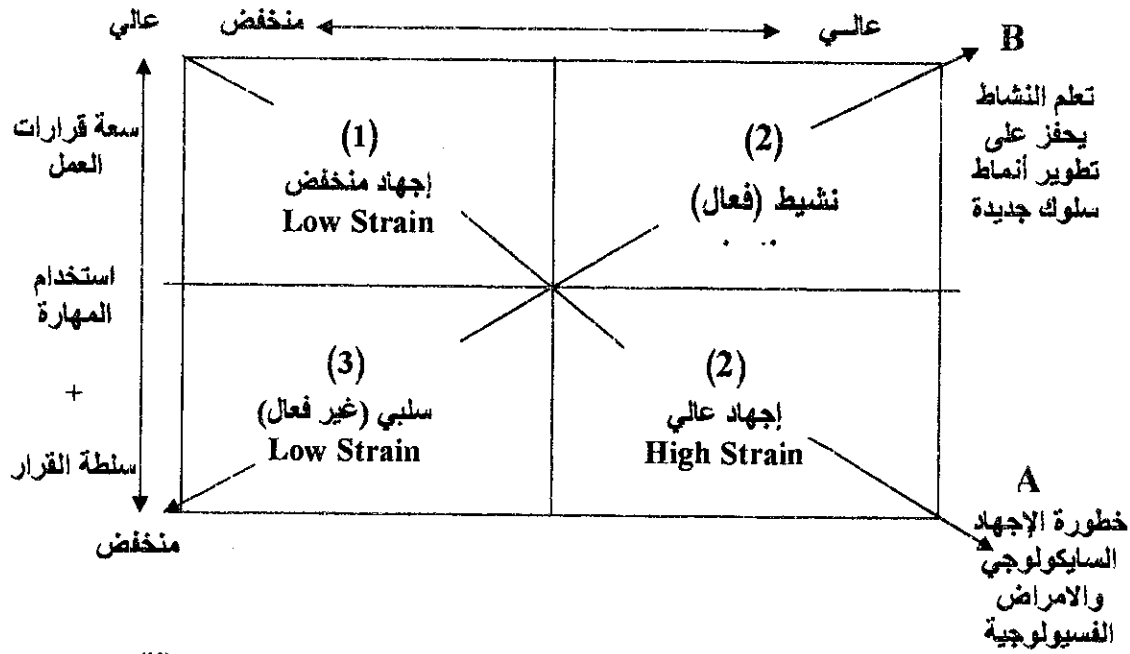 عالي منخفض عالــي
B
تعلم النشاط
يحفز على
تطوير أنماط
سلوك جديدة
سعة قرارات
العمل
استخدام
المهارة
+
سلطة القرار
منخفض
(1)
إجهاد منخفض
Low Strain
(2)
نشيط (فعال)
(3)
سلبي (غير فعال)
Low Strain
(2)
إجهاد عالي
High Strain
A
خطورة الإجهاد
السايكولوجي
والامراض
الفسيولوجية